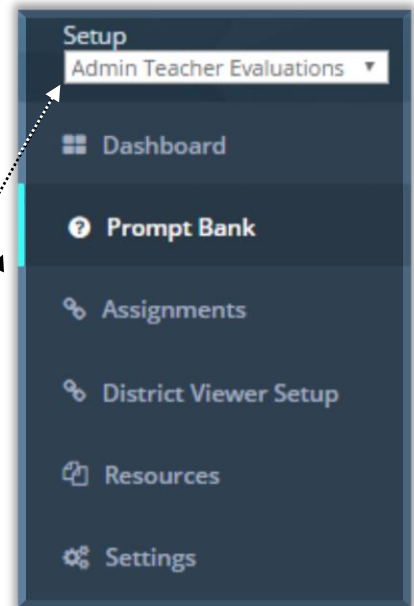 Setup
Admin Teacher Evaluations
Dashboard
Prompt Bank
Assignments
District Viewer Setup
Resources
Settings